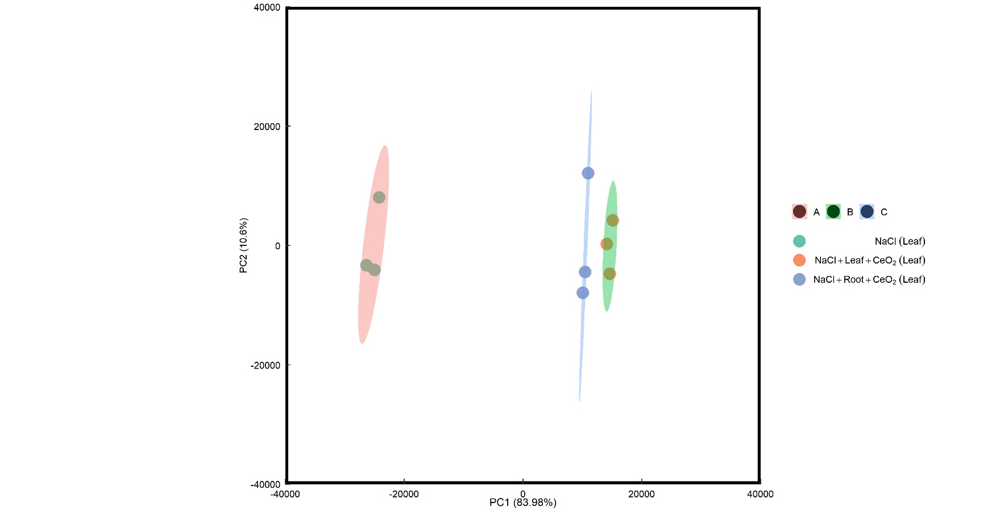 40000
20000
0
-20000
-40000
PC2 (10.6%)
-40000 -20000 0 20000 40000
PC1 (83.98%)
A B C
NaCl (Leaf)
NaCl+Leaf+CeO₂ (Leaf)
NaCl+Root+CeO₂ (Leaf)